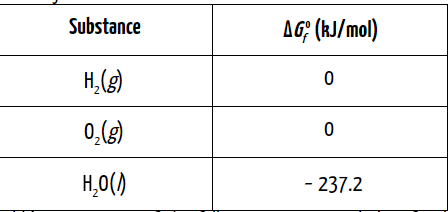 Substance ΔG°f (kJ/mol)
H₂(g) 0
O₂(g) 0
H₂O(l) – 237.2